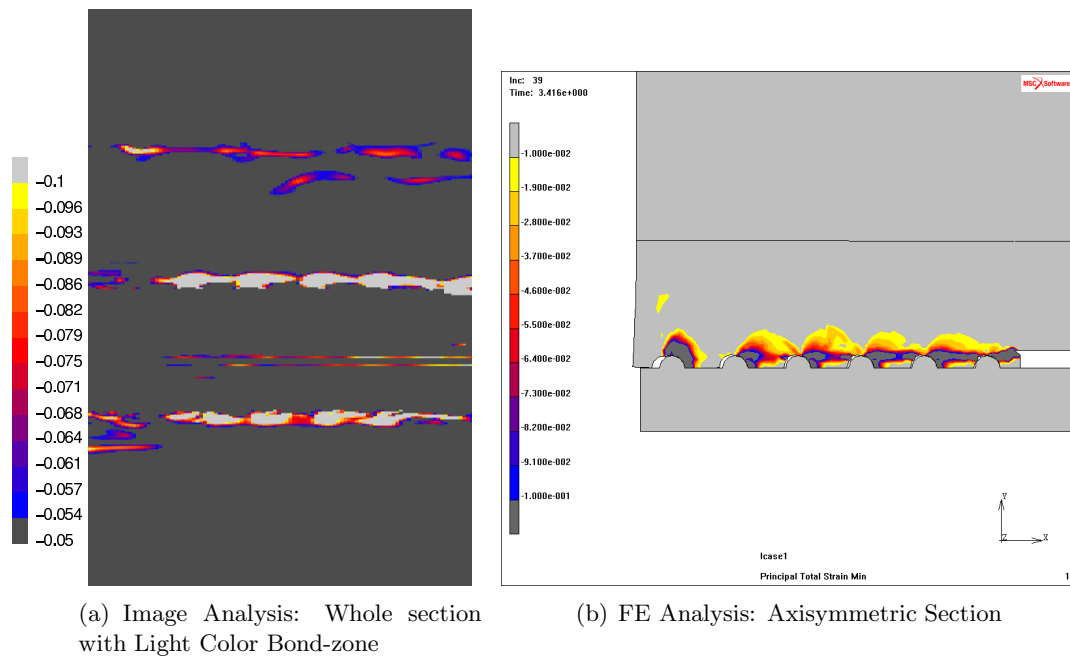 −0.1
−0.096
−0.093
−0.089
−0.086
−0.082
−0.079
−0.075
−0.071
−0.068
−0.064
−0.061
−0.057
−0.054
−0.05
(a) Image Analysis: Whole section
with Light Color Bond-zone
Inc: 39
Time: 3.416e+000
MSC Software
-1.000e-002
-1.900e-002
-2.800e-002
-3.700e-002
-4.600e-002
-5.500e-002
-6.400e-002
-7.300e-002
-8.200e-002
-9.100e-002
-1.000e-001
Y
Z X
lcase1
Principal Total Strain Min
1
(b) FE Analysis: Axisymmetric Section